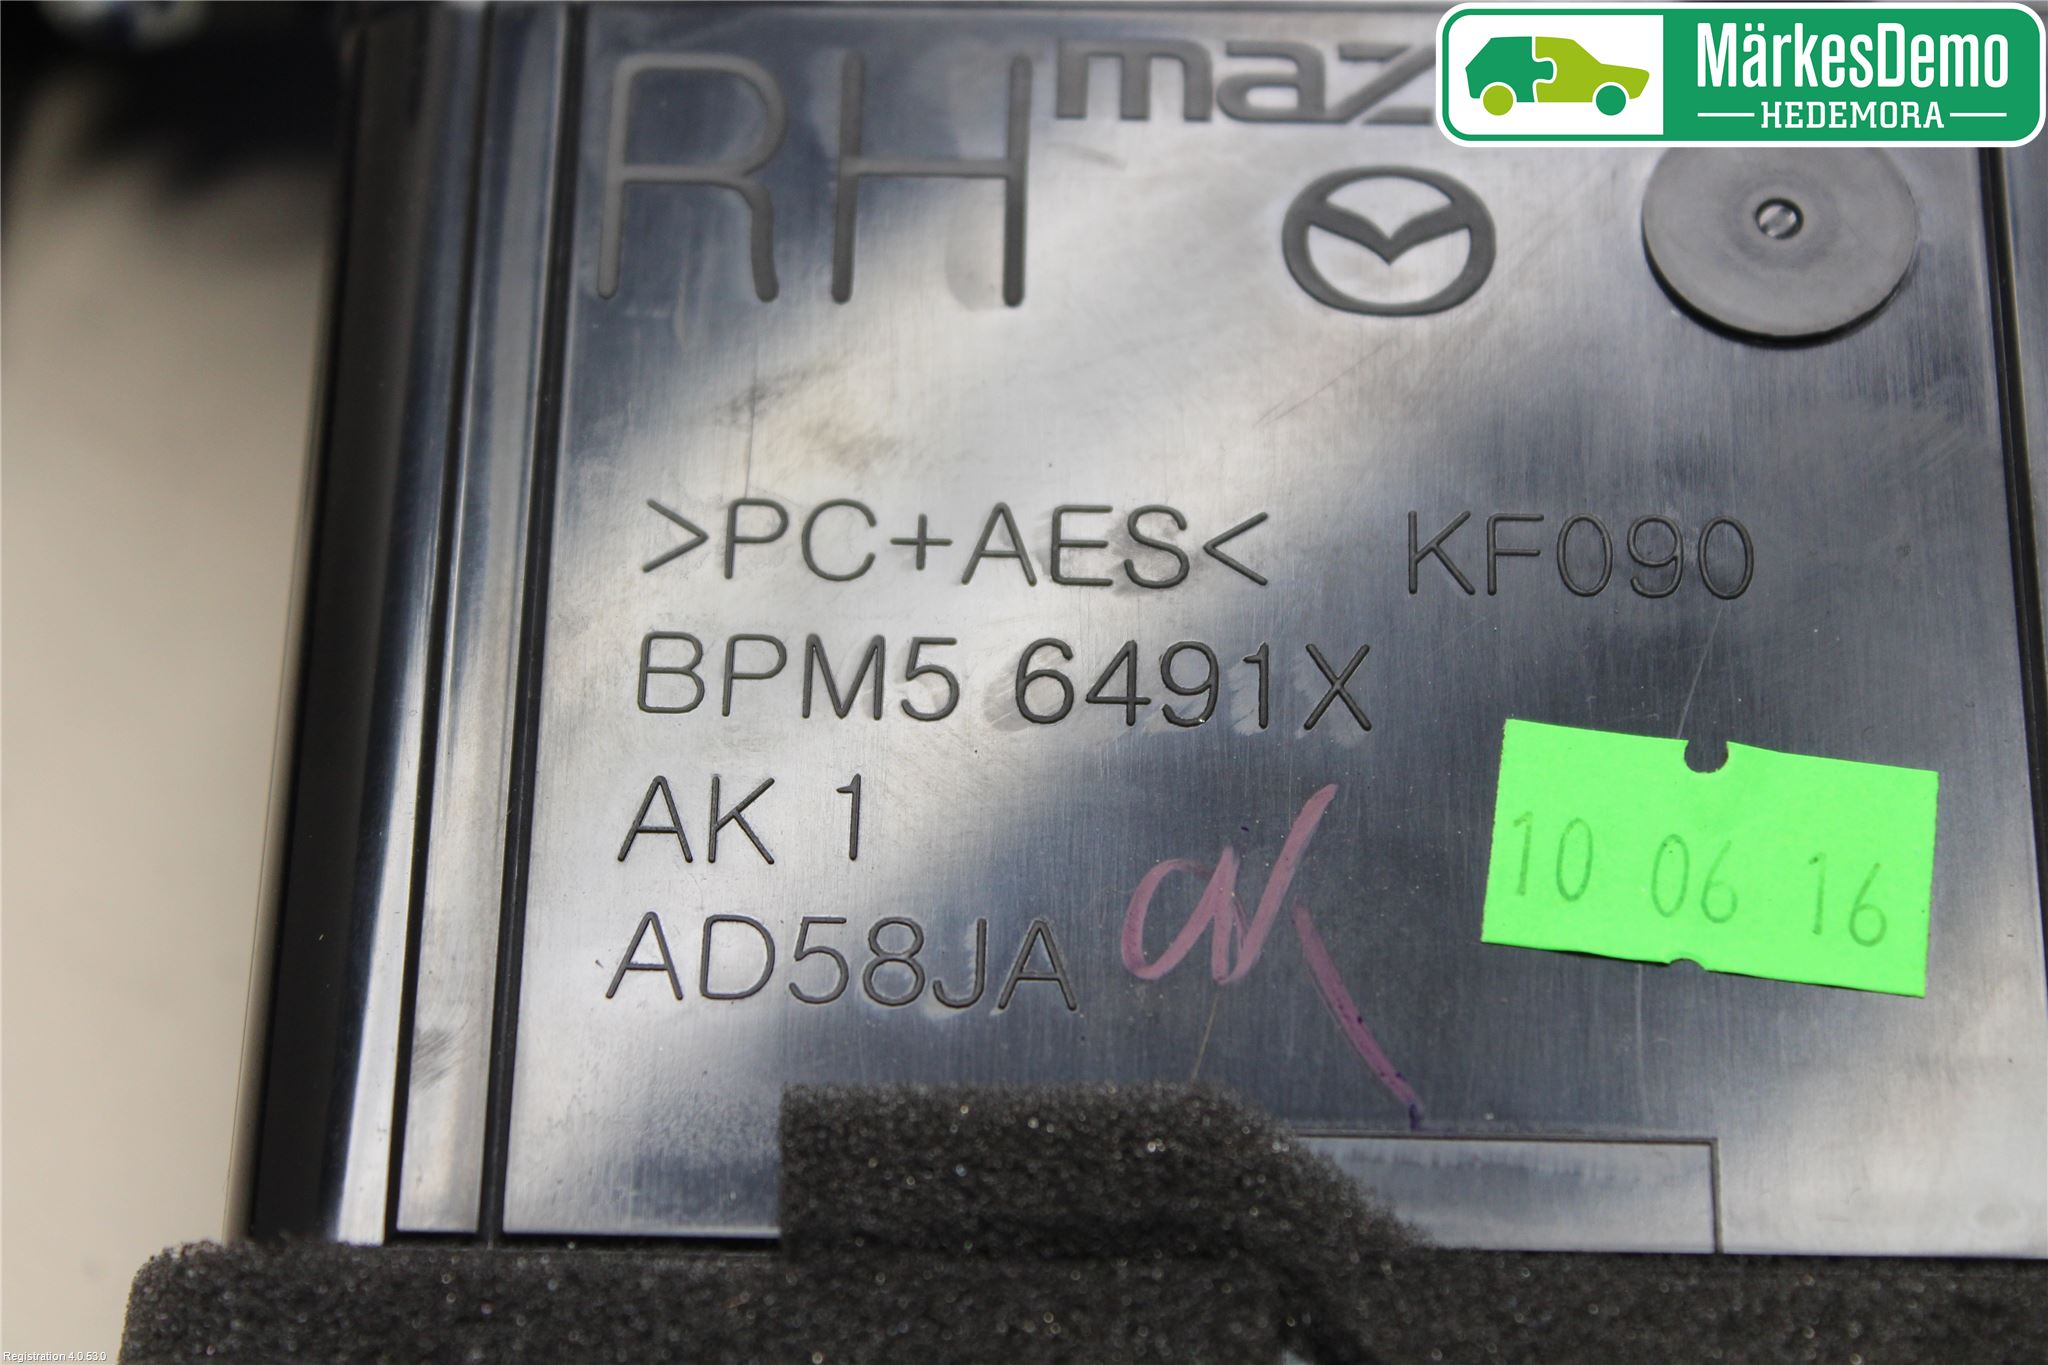 RH
maz
MärkesDemo
HEDEMORA
>PC+AES< KF090
BPM5 6491X
AK 1
AD58JA
10 06 16
Registration 4.0.53.0